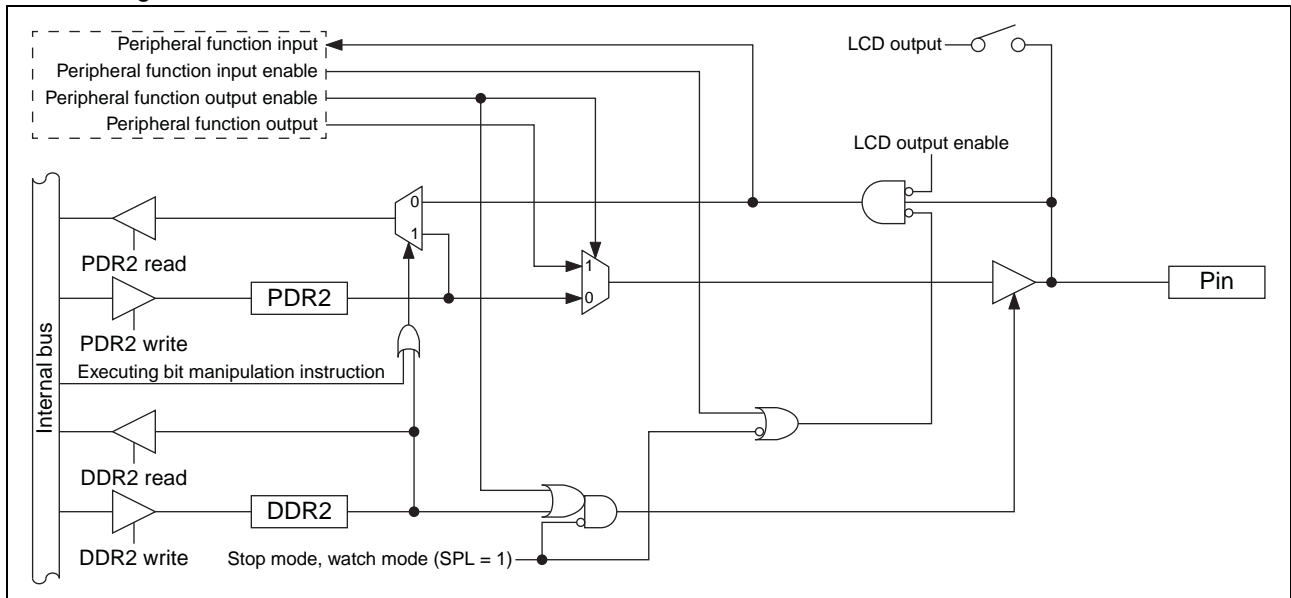 Peripheral function input
Peripheral function input enable
Peripheral function output enable
Peripheral function output
LCD output
LCD output enable
0
1
PDR2 read
1
0
PDR2
Pin
PDR2 write
Executing bit manipulation instruction
Internal bus
DDR2 read
DDR2
DDR2 write
Stop mode, watch mode (SPL = 1)